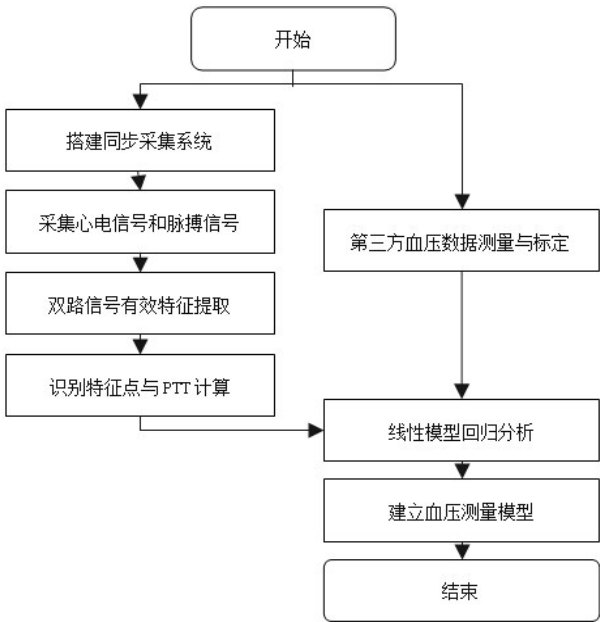 开始
搭建同步采集系统
采集心电信号和脉搏信号
双路信号有效特征提取
识别特征点与PTT计算
第三方血压数据测量与标定
线性模型回归分析
建立血压测量模型
结束